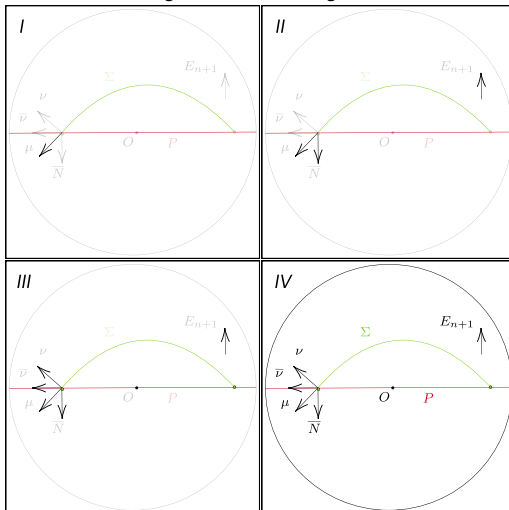 I
Σ
E_{n+1}
ν
ν̅
μ
O
P
N̅
II
Σ
E_{n+1}
ν
ν̅
μ
O
P
N̅
III
Σ
E_{n+1}
ν
ν̅
μ
O
P
N̅
IV
Σ
E_{n+1}
ν
ν̅
μ
O
P
N̅